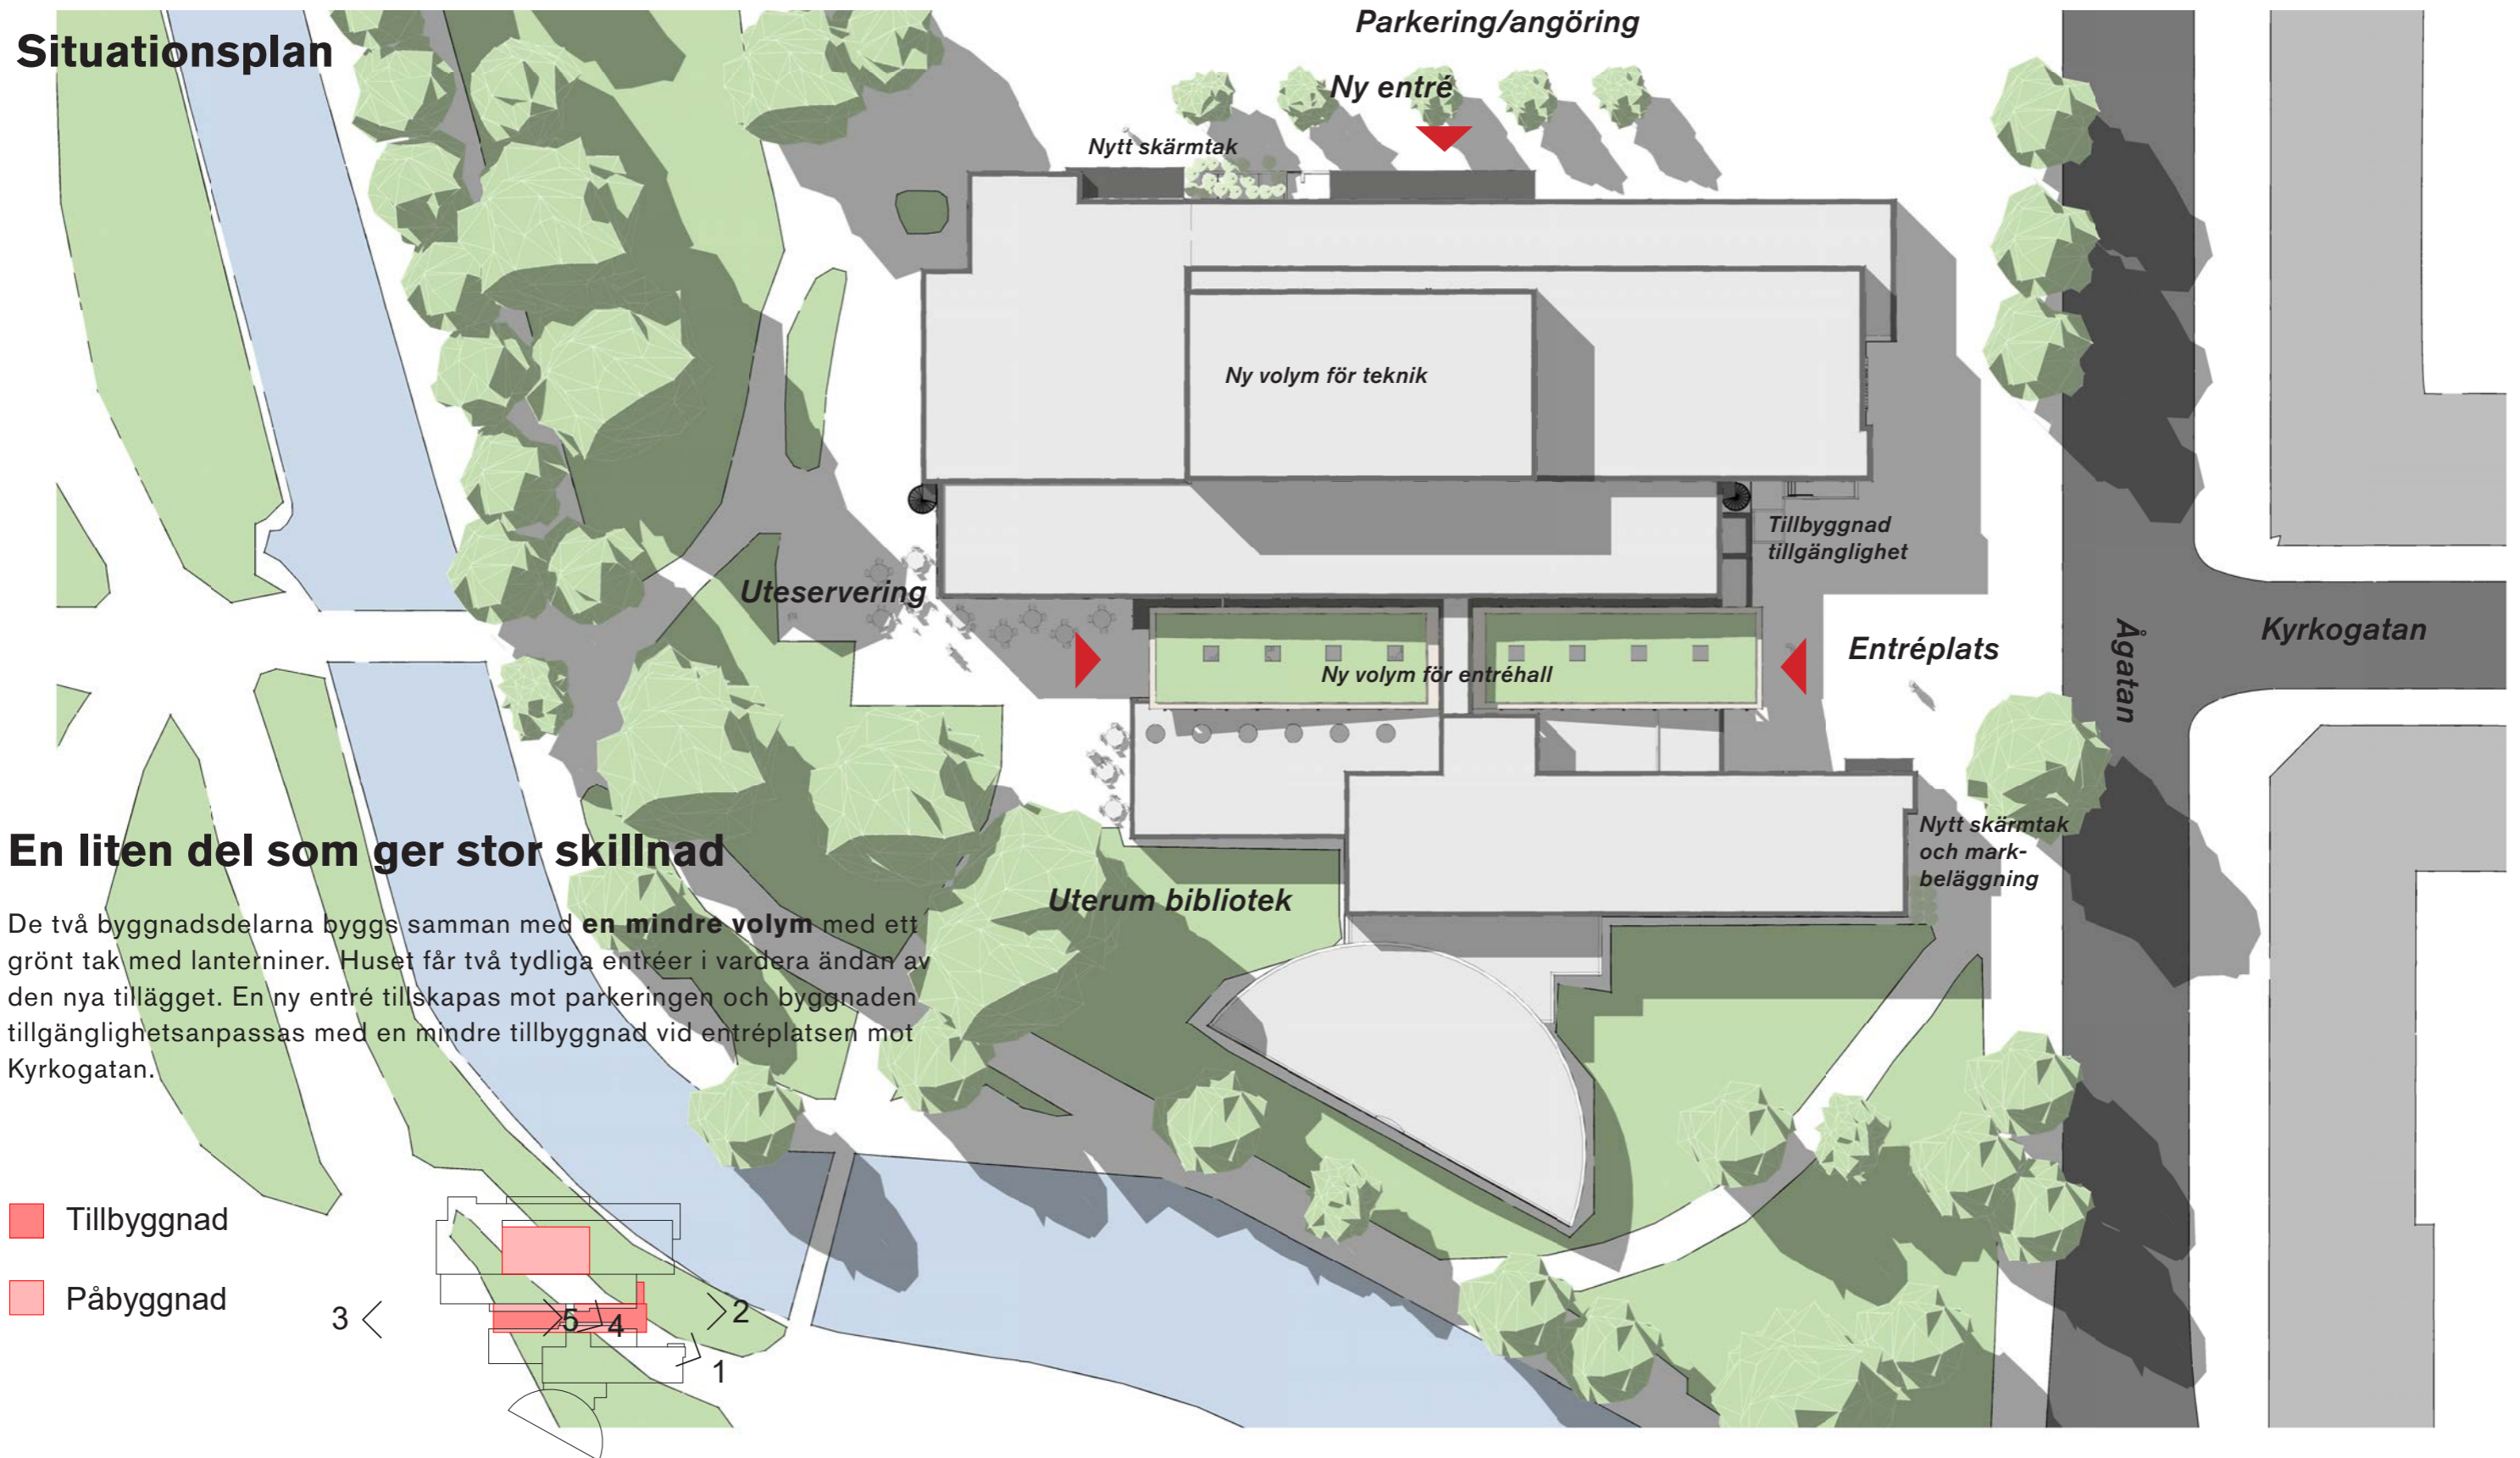 Situationsplan
Parkering/angöring
Ny entré
Nytt skärmtak
Ny volym för teknik
Tillbyggnad
tillgänglighet
Uteservering
Ny volym för entréhall
Entréplats
Ågatan
Kyrkogatan
Nytt skärmtak
och mark-
beläggning
Uterum bibliotek
En liten del som ger stor skillnad
De två byggnadsdelarna byggs samman med en mindre volym med ett
grönt tak med lanterniner. Huset får två tydliga entréer i vardera ändan av
den nya tillägget. En ny entré tillskapas mot parkeringen och byggnaden
tillgänglighetsanpassas med en mindre tillbyggnad vid entréplatsen mot
Kyrkogatan.
Tillbyggnad
Påbyggnad
3
5
4
2
1